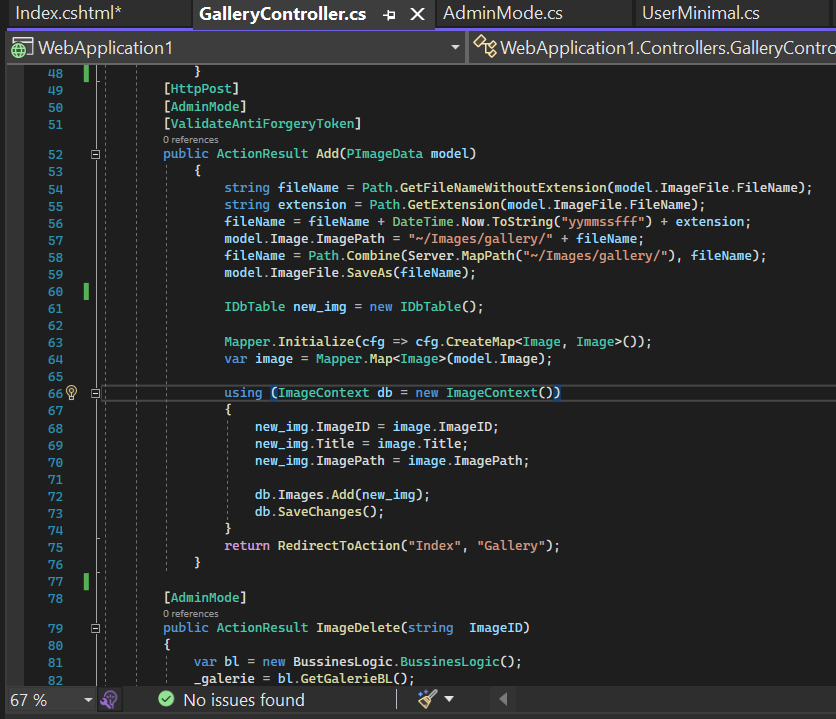 Index.cshtml* GalleryController.cs AdminMode.cs UserMinimal.cs
WebApplication1 WebApplication1.Controllers.GalleryContro
48 }
49 [HttpPost]
50 [AdminMode]
51 [ValidateAntiForgeryToken]
0 references
52 public ActionResult Add(PImageData model)
53 {
54 string fileName = Path.GetFileNameWithoutExtension(model.ImageFile.FileName);
55 string extension = Path.GetExtension(model.ImageFile.FileName);
56 fileName = fileName + DateTime.Now.ToString("yymmssfff") + extension;
57 model.Image.ImagePath = "~/Images/gallery/" + fileName;
58 fileName = Path.Combine(Server.MapPath("~/Images/gallery/"), fileName);
59 model.ImageFile.SaveAs(fileName);
60
61 IDbTable new_img = new IDbTable();
62
63 Mapper.Initialize(cfg => cfg.CreateMap<Image, Image>());
64 var image = Mapper.Map<Image>(model.Image);
65
66 using (ImageContext db = new ImageContext())
67 {
68 new_img.ImageID = image.ImageID;
69 new_img.Title = image.Title;
70 new_img.ImagePath = image.ImagePath;
71
72 db.Images.Add(new_img);
73 db.SaveChanges();
74 }
75 return RedirectToAction("Index", "Gallery");
76 }
77
78 [AdminMode]
0 references
79 public ActionResult ImageDelete(string  ImageID)
80 {
81 var bl = new BussinesLogic.BussinesLogic();
82 _galerie = bl.GetGalerieBL();
67 % No issues found